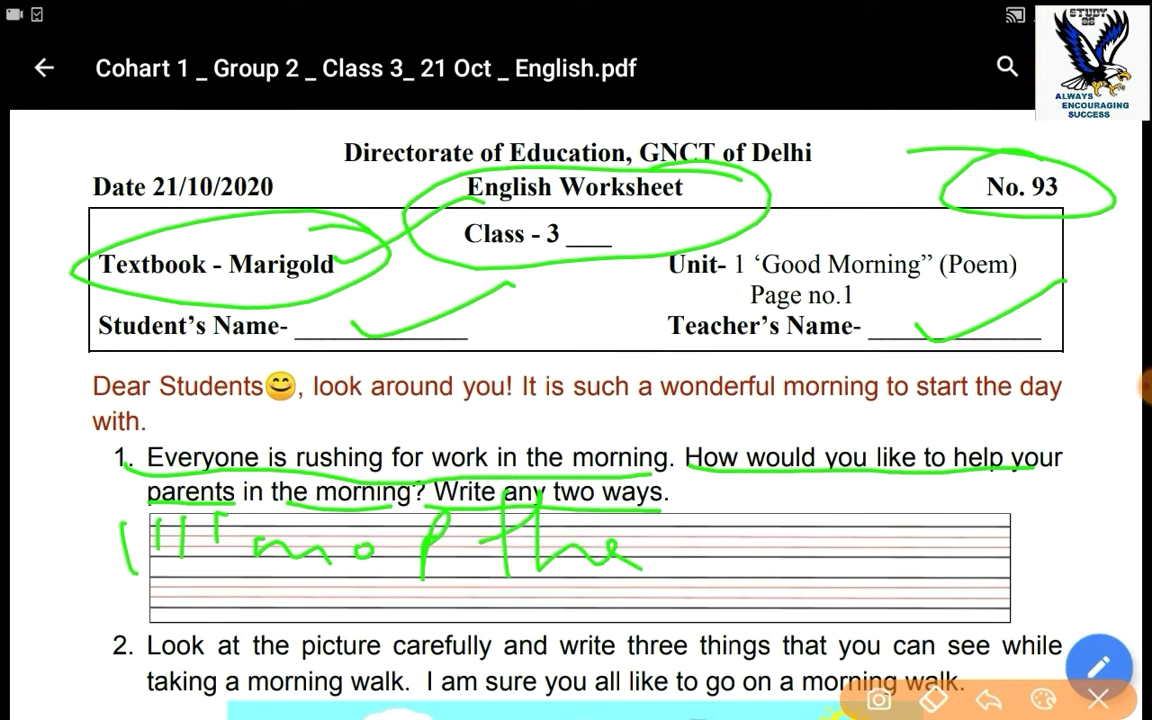 STUDY
Cohart 1 _ Group 2 _ Class 3_ 21 Oct _ English.pdf
ALWAYS
ENCOURAGING
SUCCESS
Directorate of Education, GNCT of Delhi
Date 21/10/2020 English Worksheet No. 93
Class - 3 ___
Textbook - Marigold Unit- 1 ‘Good Morning” (Poem)
Page no.1
Student’s Name- ______________ Teacher’s Name- ______________
Dear Students😊, look around you! It is such a wonderful morning to start the day
with.
1. Everyone is rushing for work in the morning. How would you like to help your
parents in the morning? Write any two ways.
mop the
2. Look at the picture carefully and write three things that you can see while
taking a morning walk. I am sure you all like to go on a morning walk.